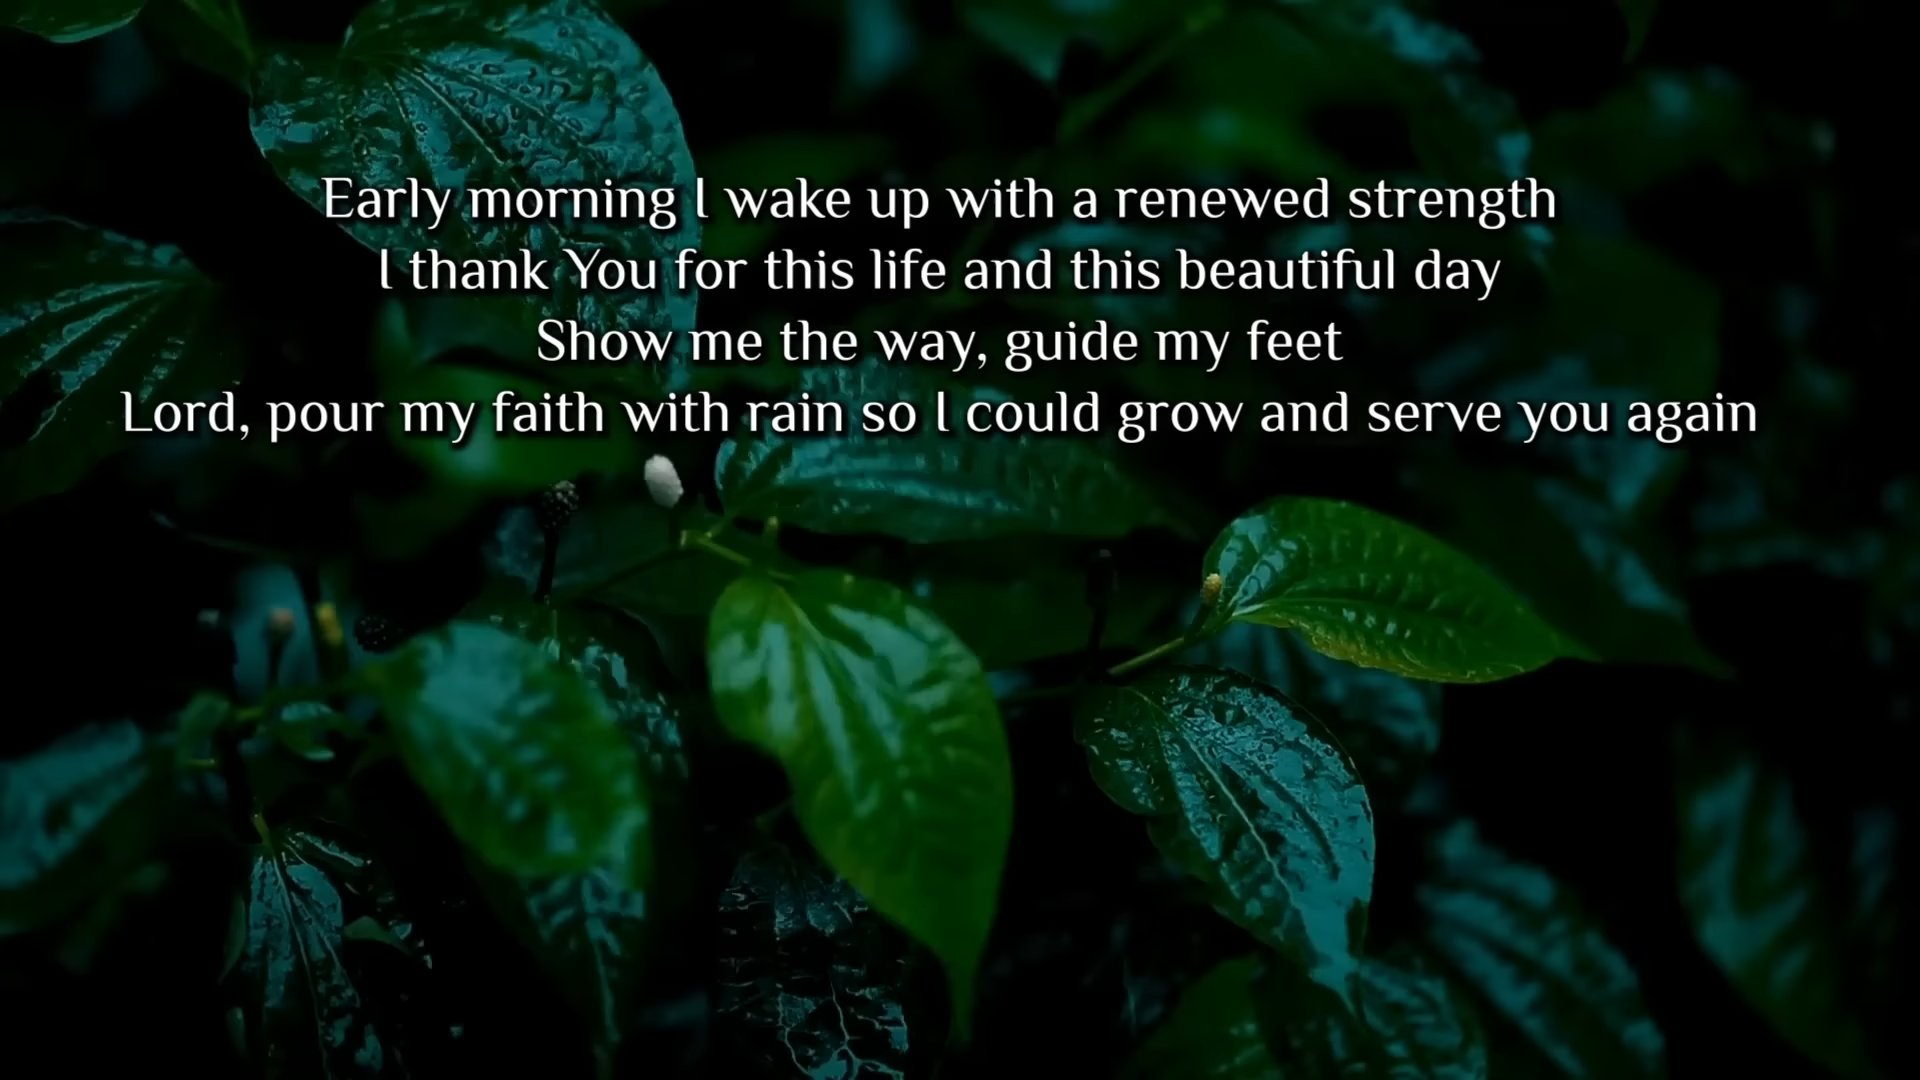 Early morning I wake up with a renewed strength
I thank You for this life and this beautiful day
Show me the way, guide my feet
Lord, pour my faith with rain so I could grow and serve you again